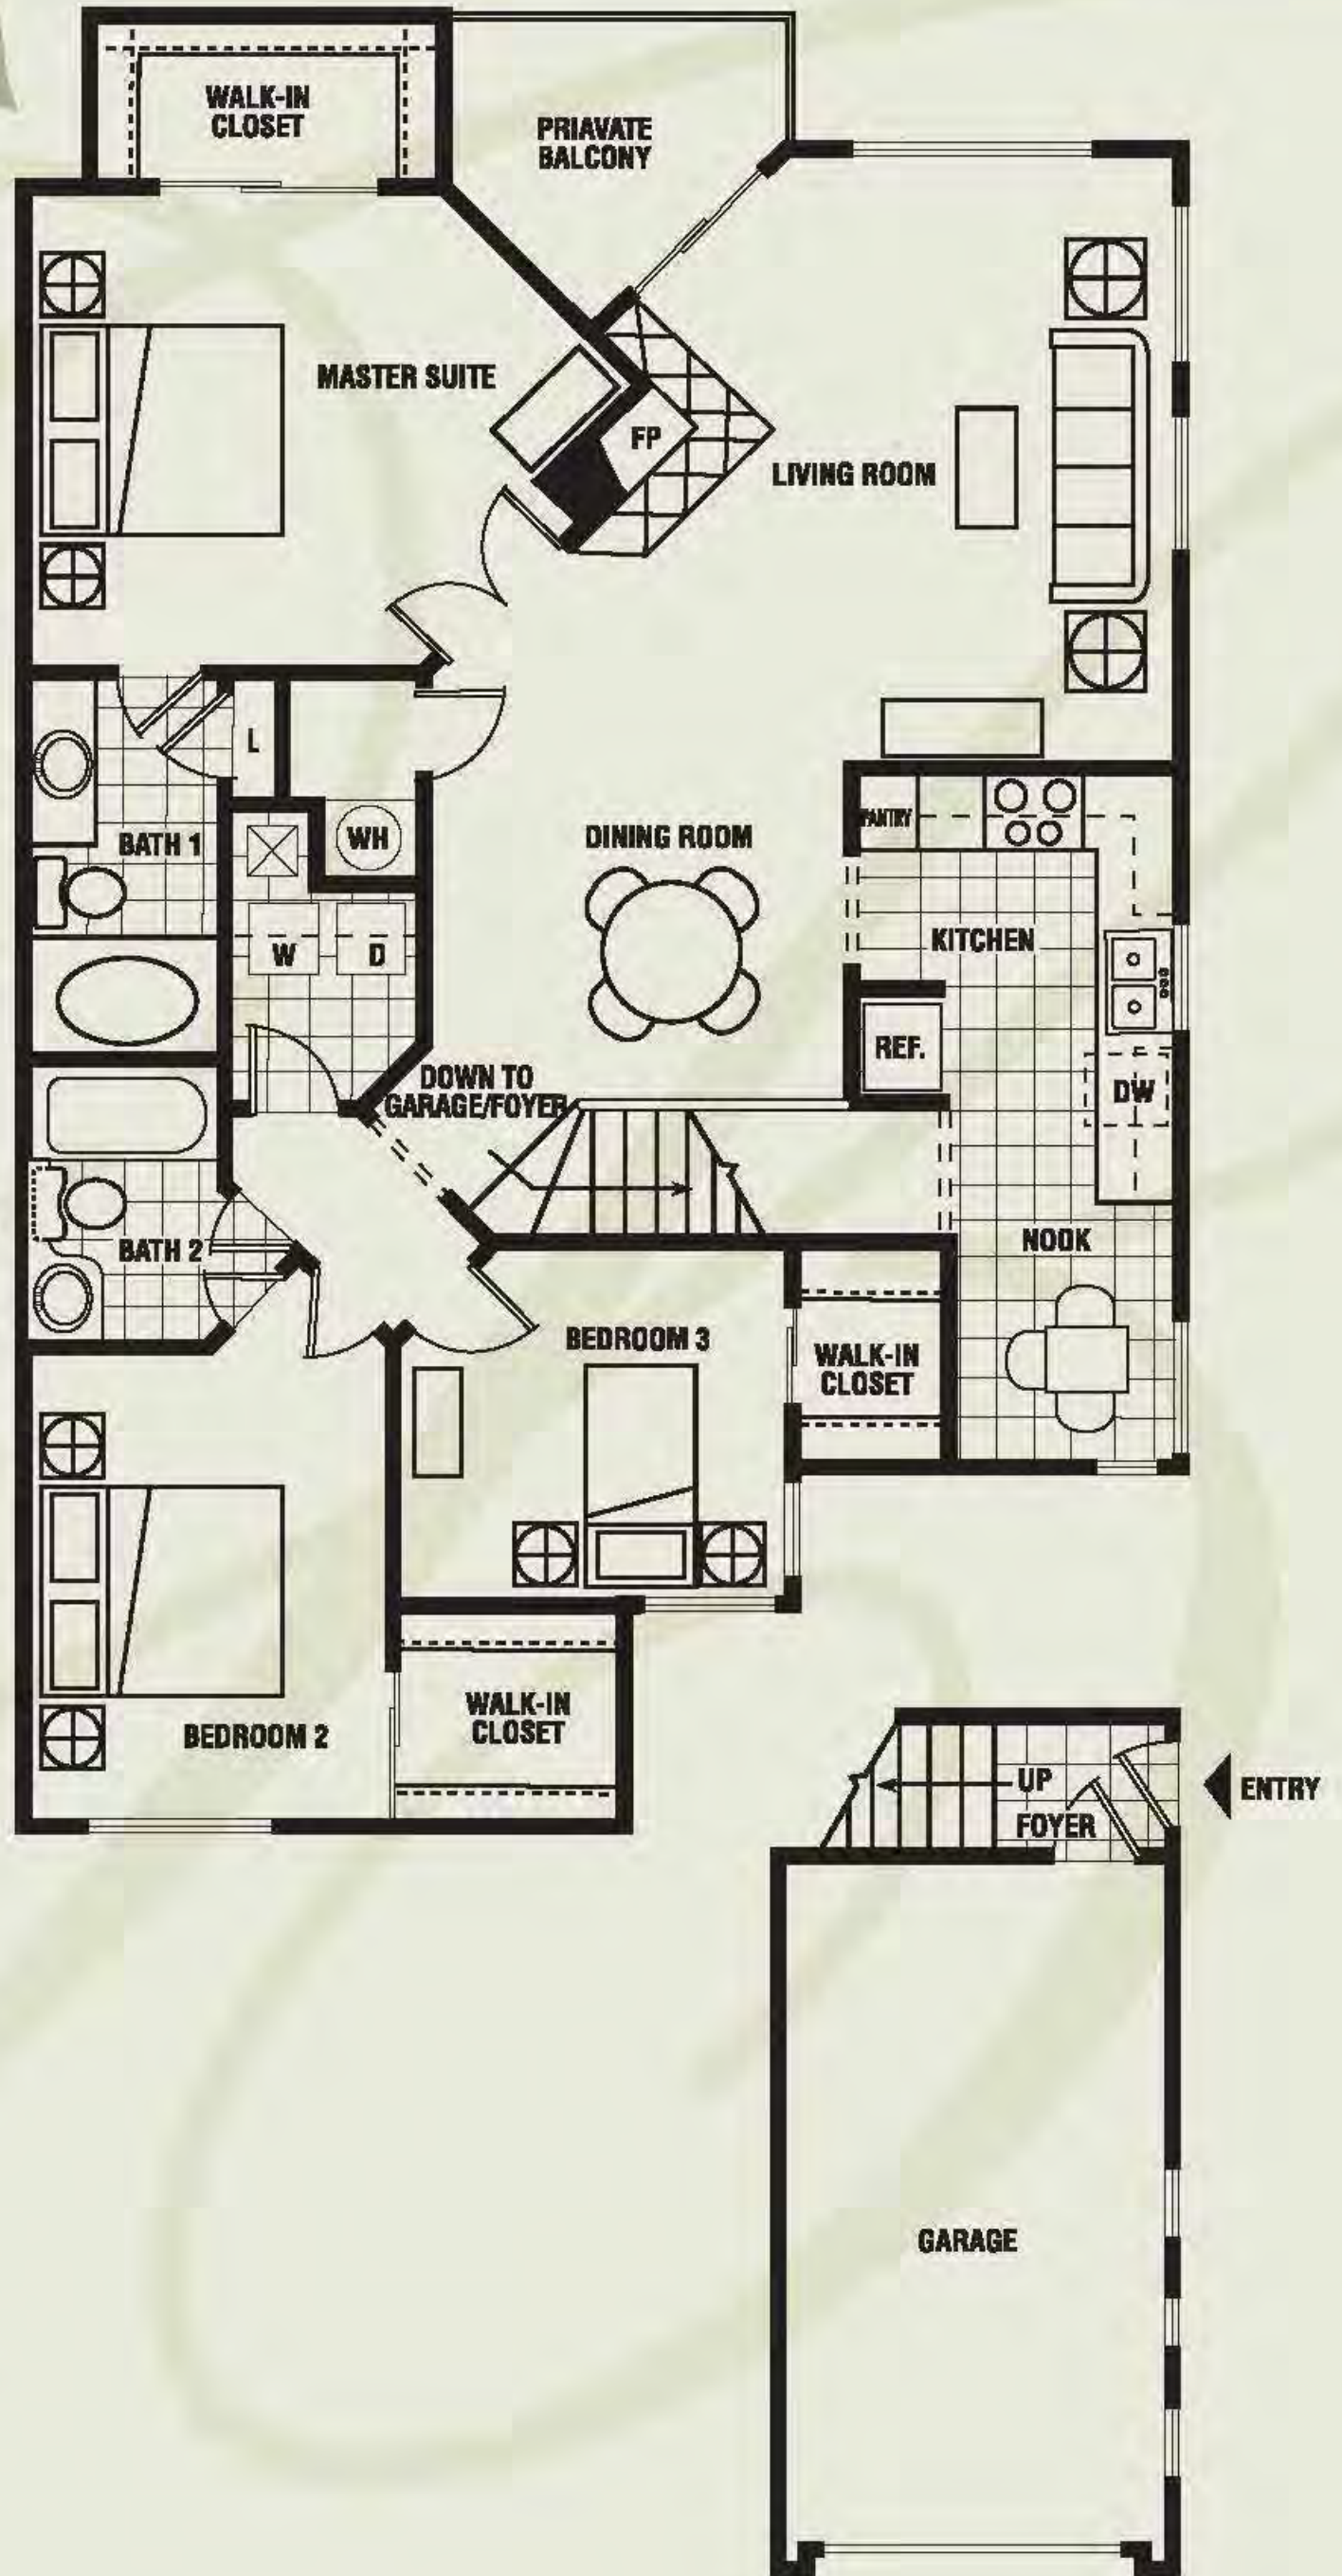 WALK-IN
CLOSET
PRIAVATE
BALCONY
MASTER SUITE
FP
LIVING ROOM
L
WH
BATH 1
DINING ROOM
PANTRY
KITCHEN
W
D
REF.
DOWN TO
GARAGE/FOYER
DW
BATH 2
NOOK
BEDROOM 3
WALK-IN
CLOSET
WALK-IN
CLOSET
BEDROOM 2
UP
FOYER
ENTRY
GARAGE